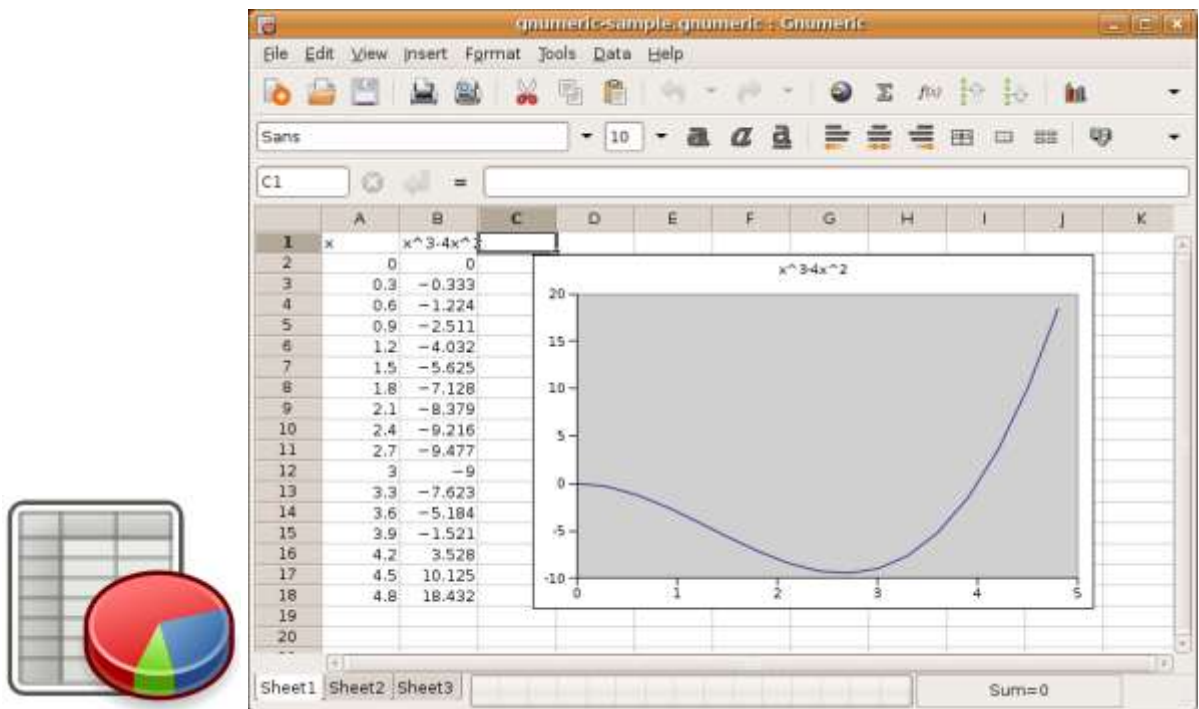 gnumeric-sample.gnumeric : Gnumeric
File Edit View Insert Format Tools Data Help
Sans 10
C1 =
A B C D E F G H I J K
1 x x^3-4x^2
2 0 0
3 0.3 −0.333
4 0.6 −1.224
5 0.9 −2.511
6 1.2 −4.032
7 1.5 −5.625
8 1.8 −7.128
9 2.1 −8.379
10 2.4 −9.216
11 2.7 −9.477
12 3 −9
13 3.3 −7.623
14 3.6 −5.184
15 3.9 −1.521
16 4.2 3.528
17 4.5 10.125
18 4.8 18.432
19
20
x^3-4x^2
20
15
10
5
0
-5
-10
0 1 2 3 4 5
Sheet1 Sheet2 Sheet3 Sum=0